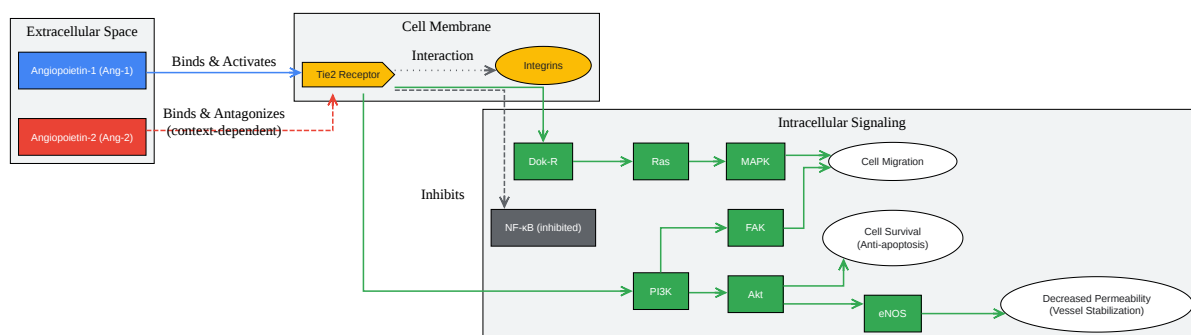 Extracellular Space
Angiopoietin-1 (Ang-1)
Angiopoietin-2 (Ang-2)
Binds & Activates
Binds & Antagonizes
(context-dependent)
Cell Membrane
Tie2 Receptor
Interaction
Integrins
Inhibits
Intracellular Signaling
Dok-R
Ras
MAPK
Cell Migration
NF-κB (inhibited)
FAK
Cell Survival
(Anti-apoptosis)
PI3K
Akt
eNOS
Decreased Permeability
(Vessel Stabilization)